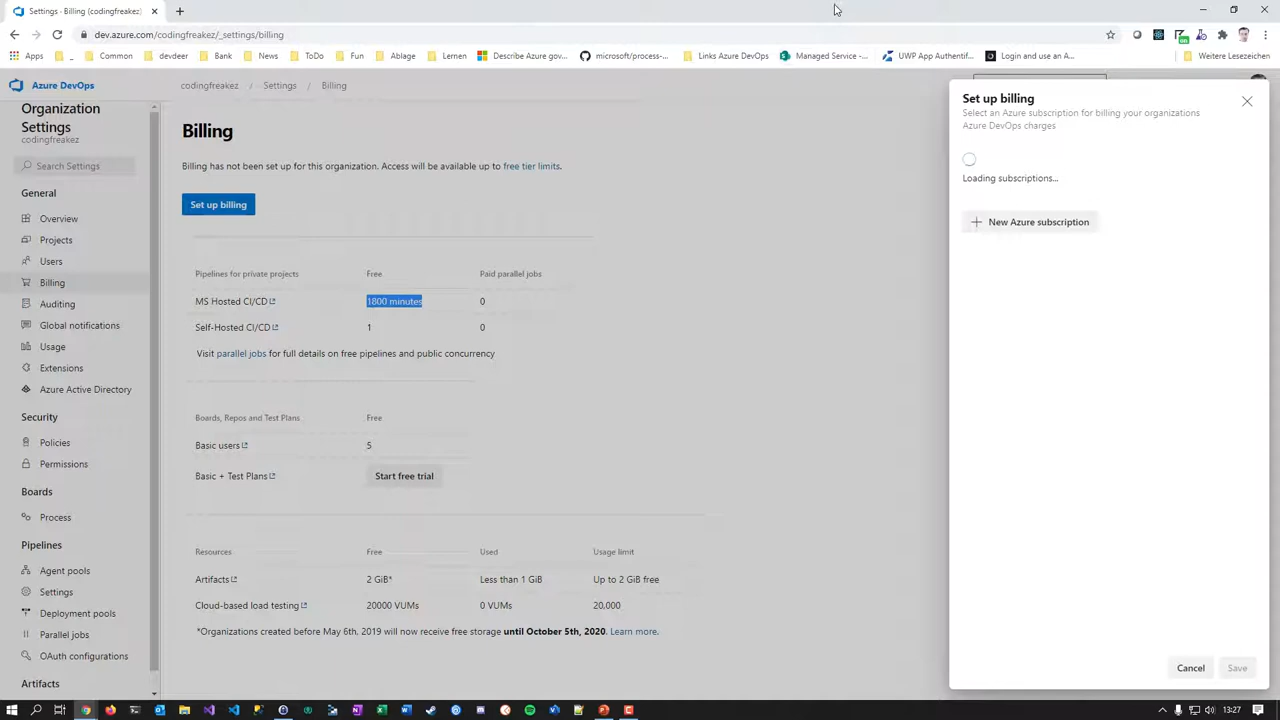 Settings - Billing (codingfreakez)
dev.azure.com/codingfreakez/_settings/billing
Apps _ Common devdeer Ban News ToDo Fun Ablage Lernen Describe Azure gov... microsoft/process-... Links Azure DevOps Managed Service -... UWP App Authentif... Login and use an A... Weitere Lesezeichen
Azure DevOps codingfreakez / Settings / Billing
Organization
Settings
codingfreakez
Search Settings
General
Overview
Projects
Users
Billing
Auditing
Global notifications
Usage
Extensions
Azure Active Directory
Security
Policies
Permissions
Boards
Process
Pipelines
Agent pools
Settings
Deployment pools
Parallel jobs
OAuth configurations
Artifacts
Billing
Billing has not been set up for this organization. Access will be available up to free tier limits.
Set up billing
Pipelines for private projects Free Paid parallel jobs
MS Hosted CI/CD 1800 minutes 0
Self-Hosted CI/CD 1 0
Visit parallel jobs for full details on free pipelines and public concurrency
Boards, Repos and Test Plans Free
Basic users 5
Basic + Test Plans Start free trial
Resources Free Used Usage limit
Artifacts 2 GiB* Less than 1 GiB Up to 2 GiB free
Cloud-based load testing 20000 VUMs 0 VUMs 20,000
*Organizations created before May 6th. 2019 will now receive free storage until October 5th, 2020. Learn more.
Set up billing
Select an Azure subscription for billing your organizations
Azure DevOps charges
Loading subscriptions...
New Azure subscription
Cancel Save
13:27